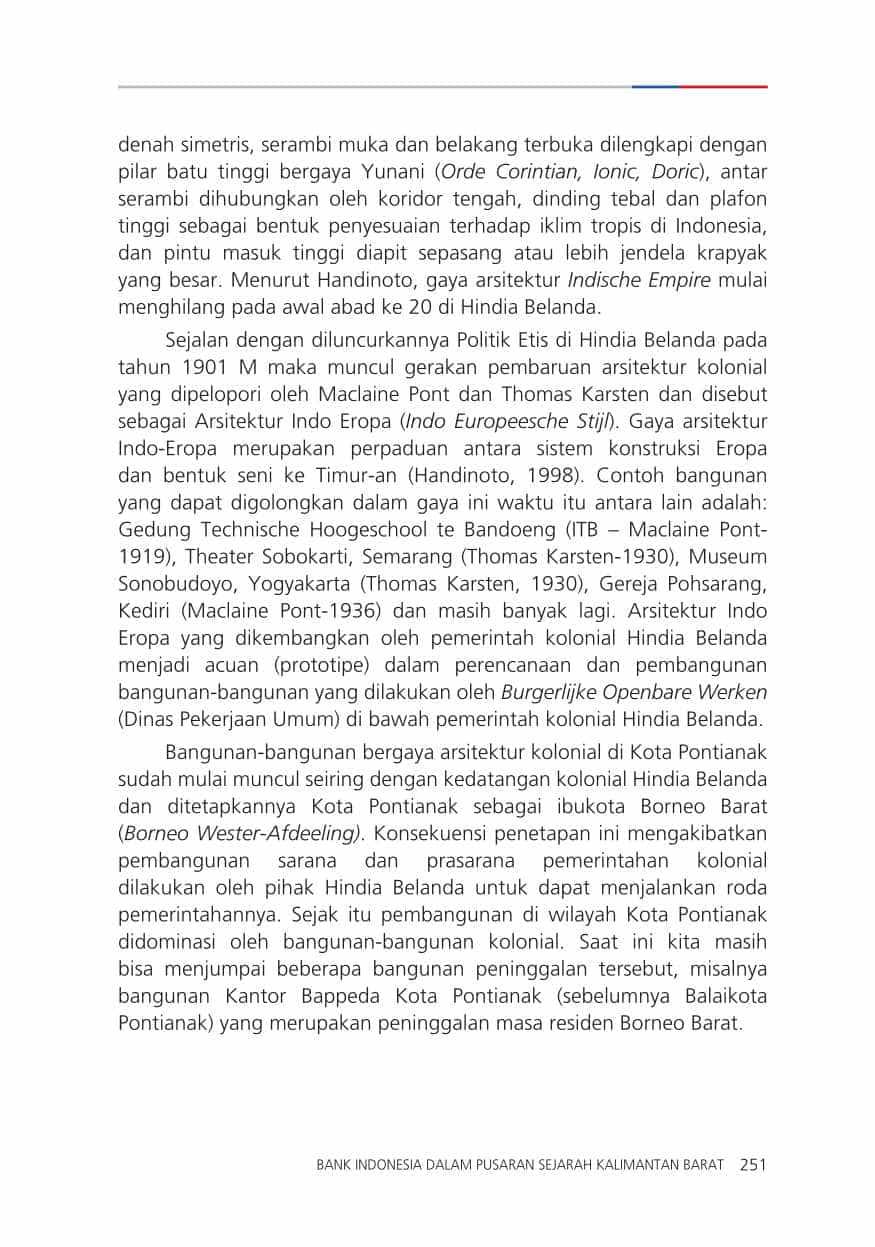 denah simetris, serambi muka dan belakang terbuka dilengkapi dengan
pilar batu tinggi bergaya Yunani (Orde Corintian, Ionic, Doric), antar
serambi dihubungkan oleh koridor tengah, dinding tebal dan plafon
tinggi sebagai bentuk penyesuaian terhadap iklim tropis di Indonesia,
dan pintu masuk tinggi diapit sepasang atau lebih jendela krapyak
yang besar. Menurut Handinoto, gaya arsitektur Indische Empire mulai
menghilang pada awal abad ke 20 di Hindia Belanda.
Sejalan dengan diluncurkannya Politik Etis di Hindia Belanda pada
tahun 1901 M maka muncul gerakan pembaruan arsitektur kolonial
yang dipelopori oleh Maclaine Pont dan Thomas Karsten dan disebut
sebagai Arsitektur Indo Eropa (Indo Europeesche Stijl). Gaya arsitektur
Indo-Eropa merupakan perpaduan antara sistem konstruksi Eropa
dan bentuk seni ke Timur-an (Handinoto, 1998). Contoh bangunan
yang dapat digolongkan dalam gaya ini waktu itu antara lain adalah:
Gedung Technische Hoogeschool te Bandoeng (ITB – Maclaine Pont-
1919), Theater Sobokarti, Semarang (Thomas Karsten-1930), Museum
Sonobudoyo, Yogyakarta (Thomas Karsten, 1930), Gereja Pohsarang,
Kediri (Maclaine Pont-1936) dan masih banyak lagi. Arsitektur Indo
Eropa yang dikembangkan oleh pemerintah kolonial Hindia Belanda
menjadi acuan (prototipe) dalam perencanaan dan pembangunan
bangunan-bangunan yang dilakukan oleh Burgerlijke Openbare Werken
(Dinas Pekerjaan Umum) di bawah pemerintah kolonial Hindia Belanda.
Bangunan-bangunan bergaya arsitektur kolonial di Kota Pontianak
sudah mulai muncul seiring dengan kedatangan kolonial Hindia Belanda
dan ditetapkannya Kota Pontianak sebagai ibukota Borneo Barat
(Borneo Wester-Afdeeling). Konsekuensi penetapan ini mengakibatkan
pembangunan sarana dan prasarana pemerintahan kolonial
dilakukan oleh pihak Hindia Belanda untuk dapat menjalankan roda
pemerintahannya. Sejak itu pembangunan di wilayah Kota Pontianak
didominasi oleh bangunan-bangunan kolonial. Saat ini kita masih
bisa menjumpai beberapa bangunan peninggalan tersebut, misalnya
bangunan Kantor Bappeda Kota Pontianak (sebelumnya Balaikota
Pontianak) yang merupakan peninggalan masa residen Borneo Barat.
BANK INDONESIA DALAM PUSARAN SEJARAH KALIMANTAN BARAT 251